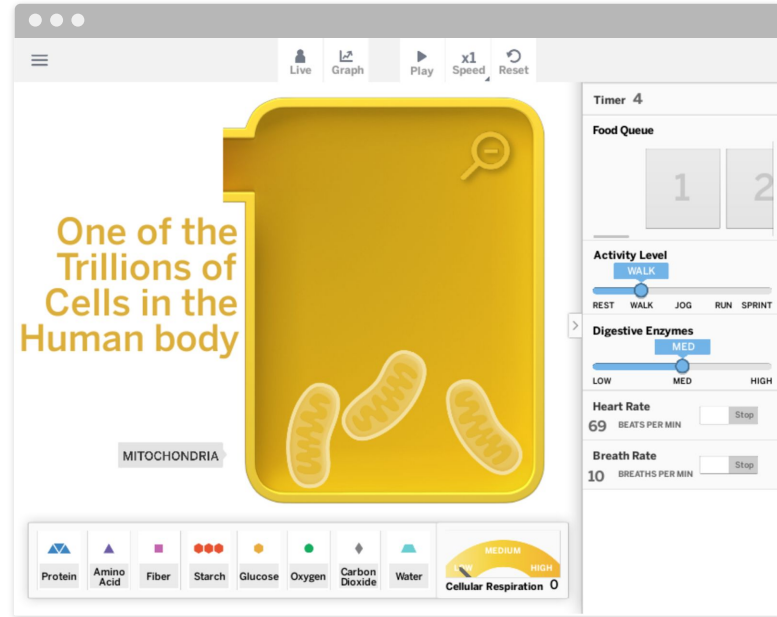 Live
Graph
Play
x1
Speed
Reset
Timer 4
Food Queue
1
2
One of the
Trillions of
Cells in the
Human body
MITOCHONDRIA
Activity Level
WALK
REST WALK JOG RUN SPRINT
Digestive Enzymes
MED
LOW MED HIGH
Heart Rate
69 BEATS PER MIN
Stop
Breath Rate
10 BREATHS PER MIN
Stop
Protein
Amino
Acid
Fiber
Starch
Glucose
Oxygen
Carbon
Dioxide
Water
LOW
MEDIUM
HIGH
Cellular Respiration 0